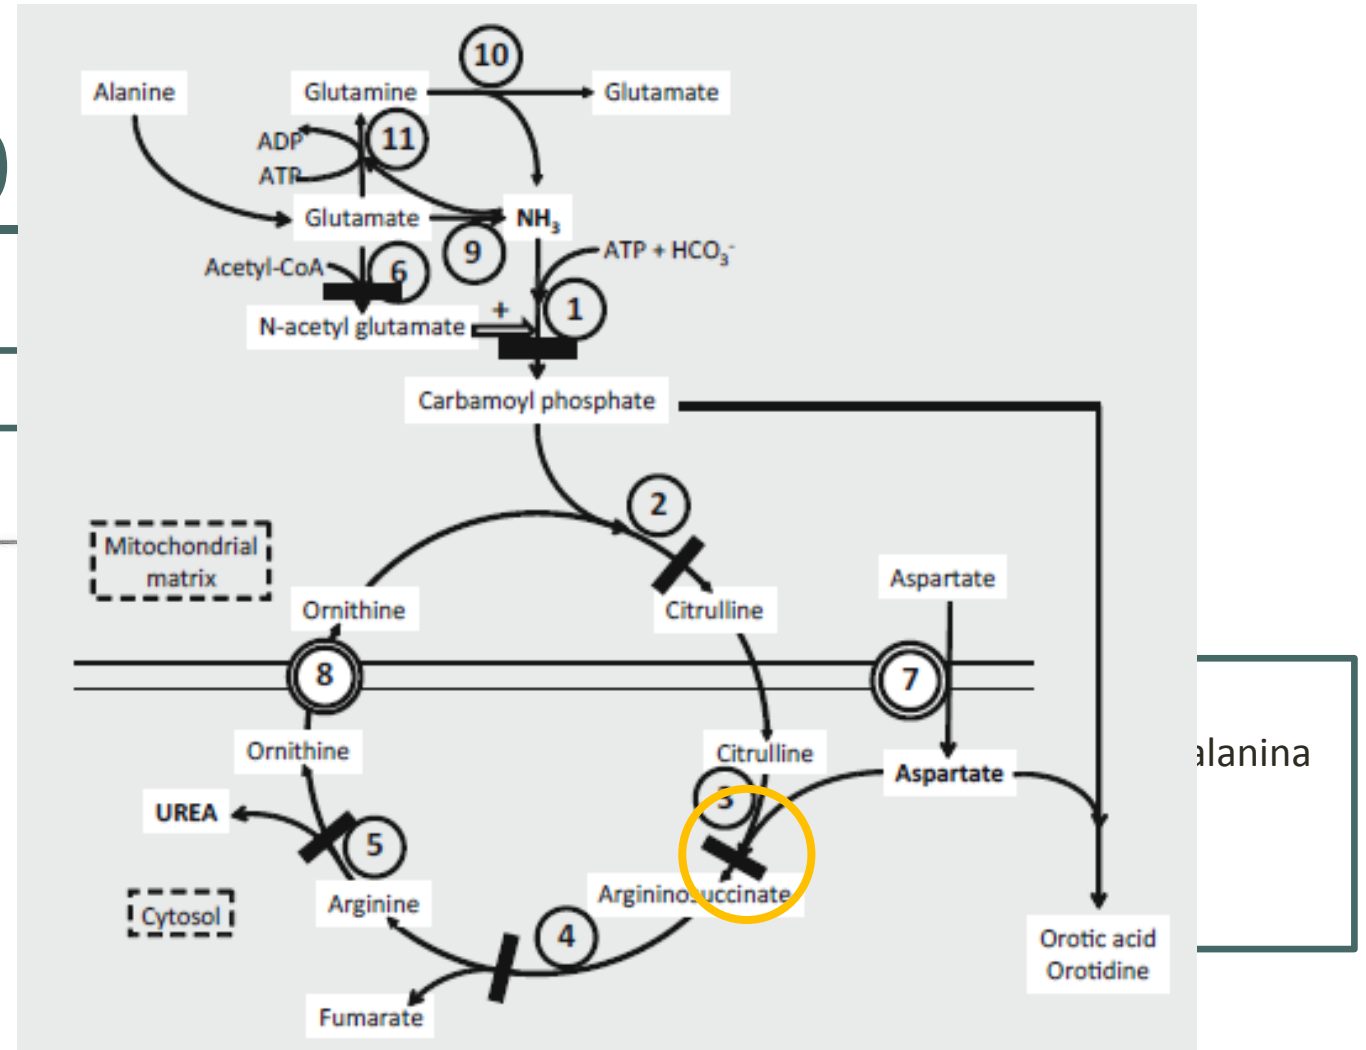 10
Alanine
Glutamine
Glutamate
ADP
11
ATP
Glutamate
NH₃
9
ATP + HCO₃⁻
Acetyl-CoA
6
1
+
N-acetyl glutamate
Carbamoyl phosphate
2
Mitochondrial
matrix
Aspartate
Ornithine
Citrulline
8
7
Ornithine
Citrulline
alanina
Aspartate
3
UREA
5
Argininosuccinate
Arginine
Cytosol
4
Orotic acid
Orotidine
Fumarate